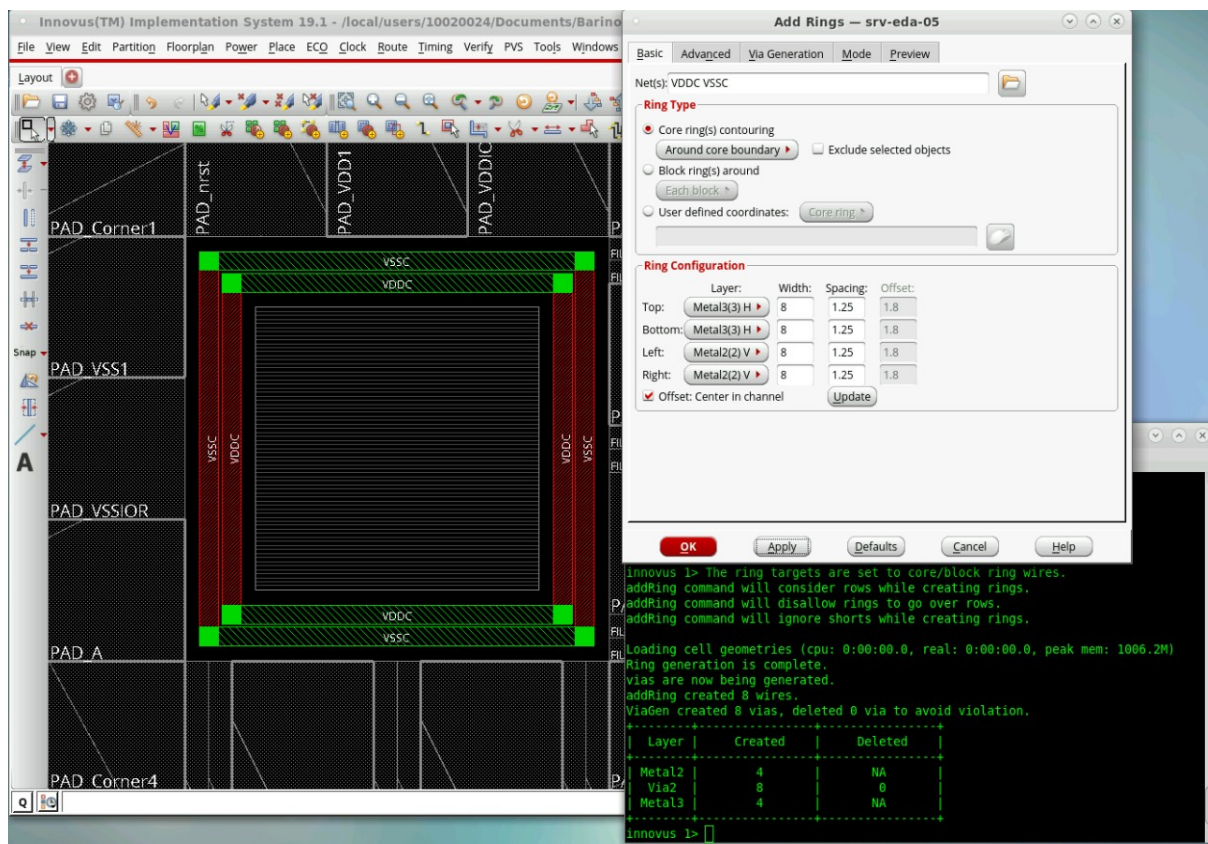 Innovus(TM) Implementation System 19.1 - /local/users/10020024/Documents/Barino
File View Edit Partition Floorplan Power Place ECO Clock Route Timing Verify PVS Tools Windows
Layout
Snap
A
PAD_Corner1
PAD_nrst
PAD_VDD1
PAD_VDDIC
PAD_VSS1
PAD_VSSIOR
PAD_A
PAD_Corner4
VSSC
VDDC
VSSC
VDDC
VDDC
VSSC
VDDC
VSSC
Q
Add Rings — srv-eda-05
Basic Advanced Via Generation Mode Preview
Net(s): VDDC VSSC
Ring Type
Core ring(s) contouring
Around core boundary Exclude selected objects
Block ring(s) around
Each block
User defined coordinates: Core ring
Ring Configuration
Layer: Width: Spacing: Offset:
Top: Metal3(3) H 8 1.25 1.8
Bottom: Metal3(3) H 8 1.25 1.8
Left: Metal2(2) V 8 1.25 1.8
Right: Metal2(2) V 8 1.25 1.8
Offset: Center in channel Update
OK Apply Defaults Cancel Help
innovus 1> The ring targets are set to core/block ring wires.
addRing command will consider rows while creating rings.
addRing command will disallow rings to go over rows.
addRing command will ignore shorts while creating rings.
Loading cell geometries (cpu: 0:00:00.0, real: 0:00:00.0, peak mem: 1006.2M)
Ring generation is complete.
vias are now being generated.
addRing created 8 wires.
ViaGen created 8 vias, deleted 0 via to avoid violation.
+--------+----------------+----------------+
| Layer | Created | Deleted |
+--------+----------------+----------------+
| Metal2 | 4 | NA |
| Via2 | 8 | 0 |
| Metal3 | 4 | NA |
+--------+----------------+----------------+
innovus 1>